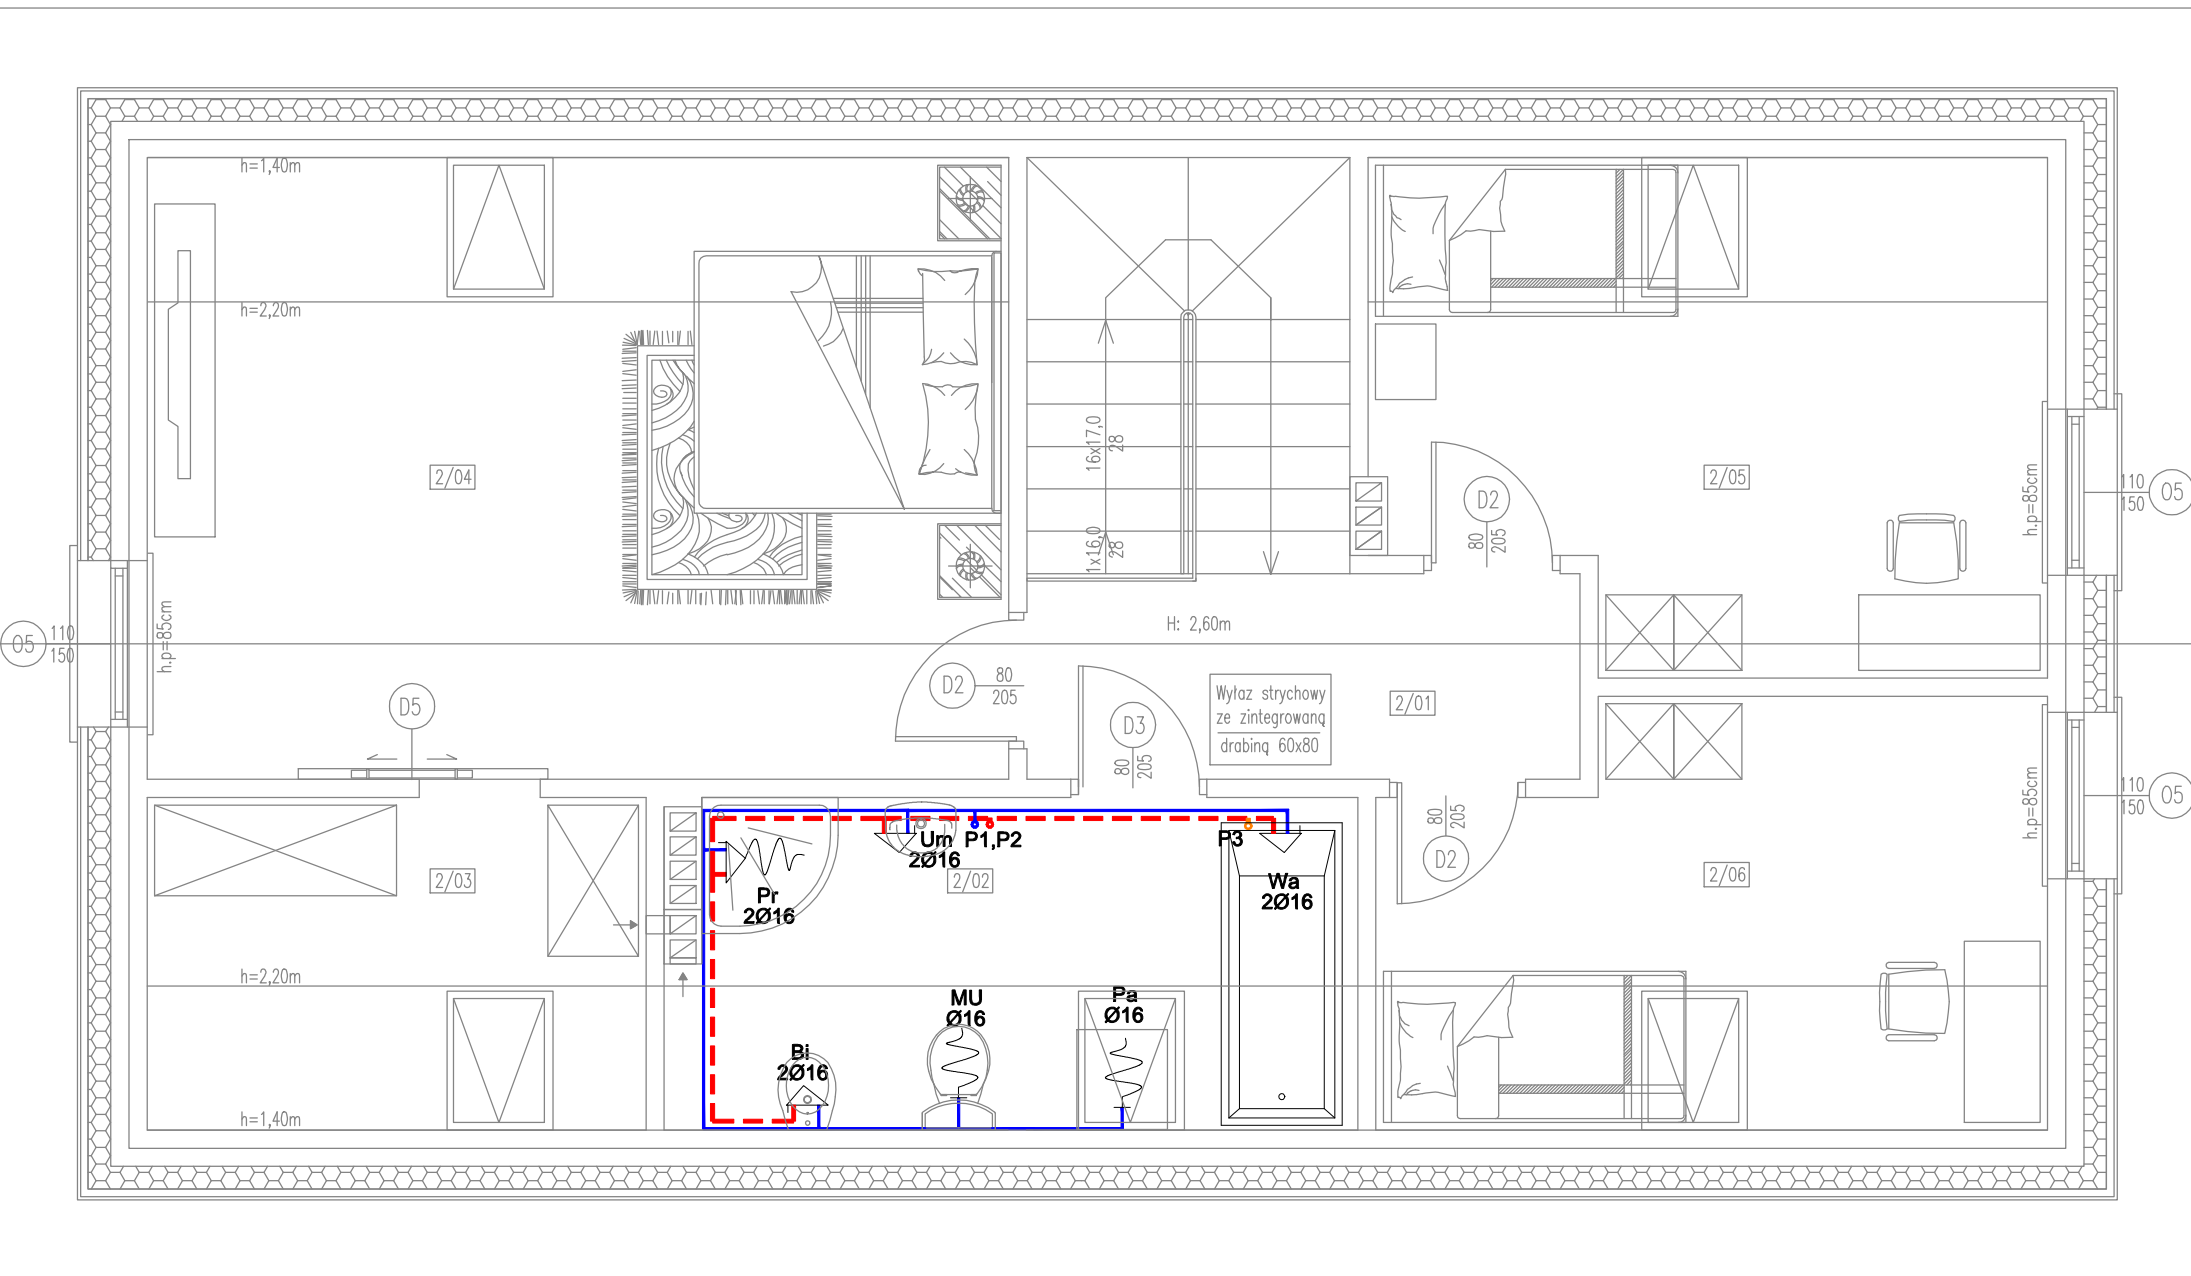 h=1,40m
h=2,20m
2/04
16x17,0
28
1x16,0
28
D2
80
205
2/05
h.p=85cm
110
150
O5
O5
110
150
h.p=85cm
H: 2,60m
D2
80
205
D5
D3
80
205
Wyłaz strychowy
ze zintegrowaną
drabiną 60x80
2/01
80
205
D2
h.p=85cm
110
150
O5
Um
2Ø16
P1,P2
P3
2/03
Pr
2Ø16
2/02
Wa
2Ø16
2/06
h=2,20m
MU
Ø16
Pa
Ø16
Bi
2Ø16
h=1,40m